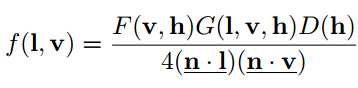 f(l, v) = F(v, h)G(l, v, h)D(h) / 4(n · l)(n · v)